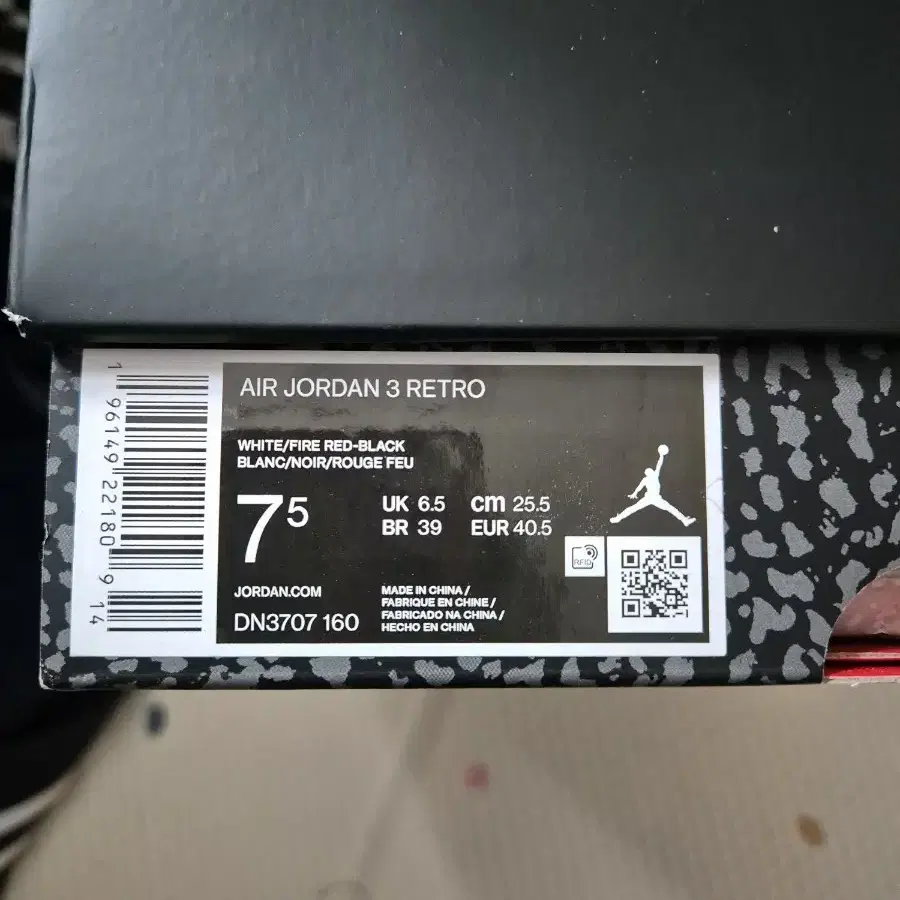 AIR JORDAN 3 RETRO
WHITE/FIRE RED-BLACK
BLANC/NOIR/ROUGE FEU
7 5
UK 6.5 cm 25.5
BR 39 EUR 40.5
JORDAN.COM
DN3707 160
MADE IN CHINA /
FABRIQUE EN CHINE /
FABRICADO NA CHINA /
HECHO EN CHINA
RFID
1 96149 22180 9 14